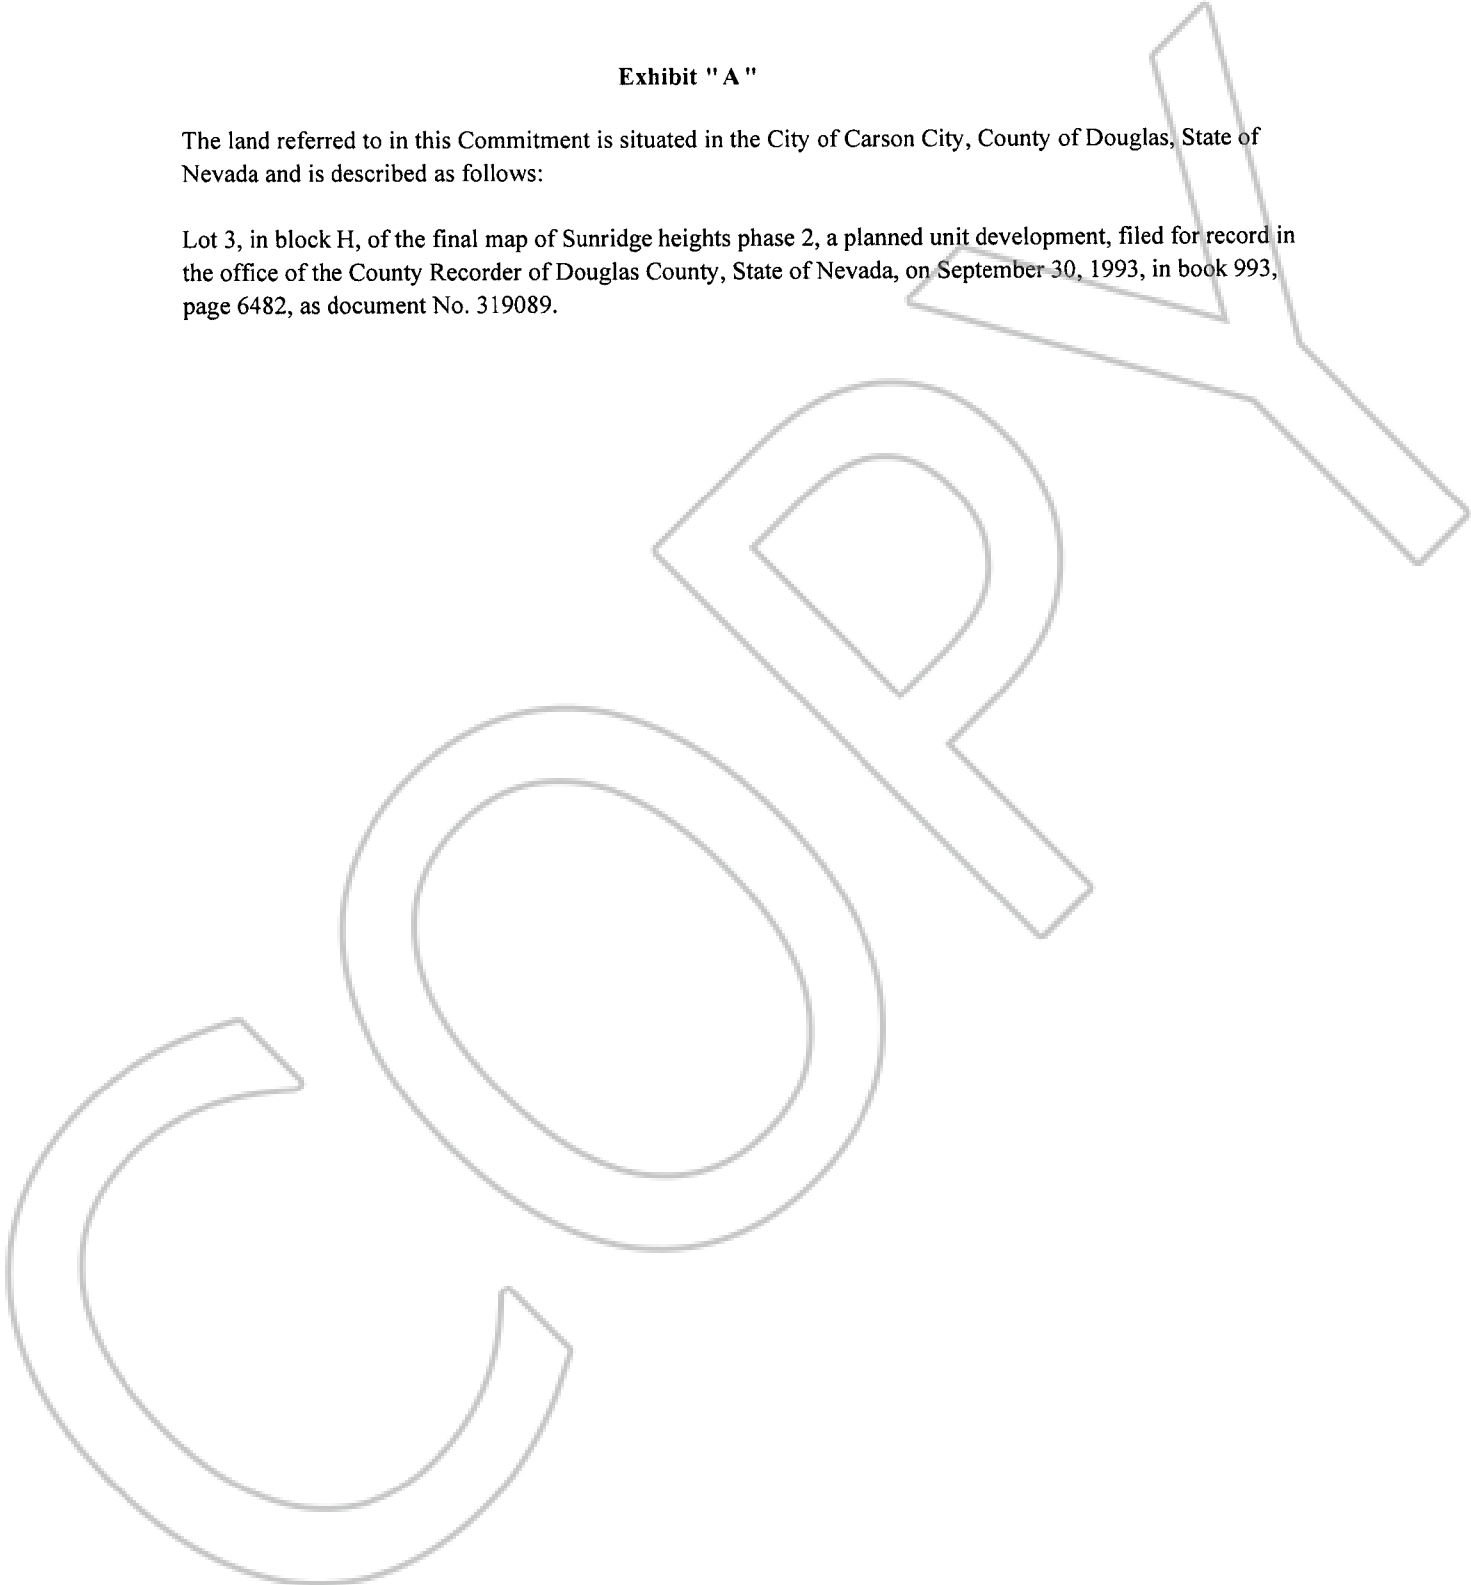 Exhibit "A"
The land referred to in this Commitment is situated in the City of Carson City, County of Douglas, State of
Nevada and is described as follows:
Lot 3, in block H, of the final map of Sunridge heights phase 2, a planned unit development, filed for record in
the office of the County Recorder of Douglas County, State of Nevada, on September 30, 1993, in book 993,
page 6482, as document No. 319089.
COPY